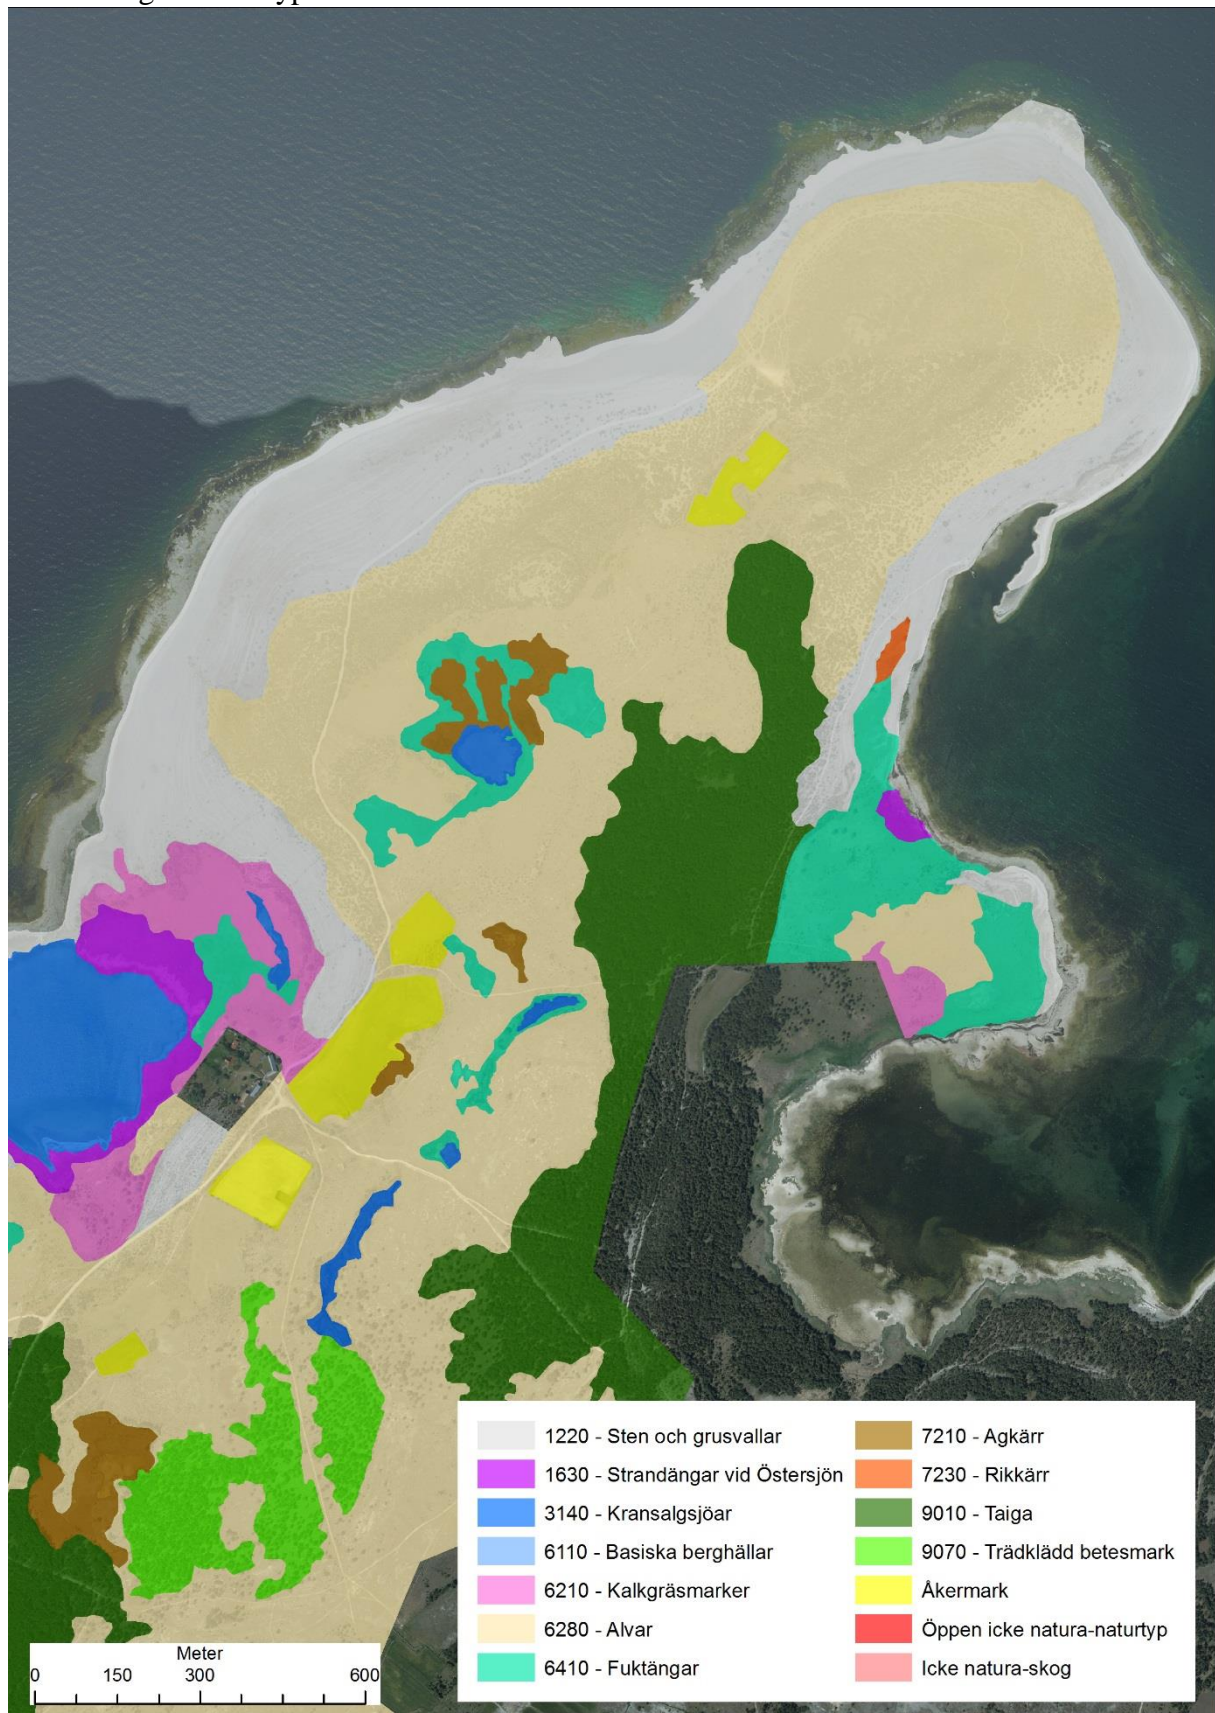 1220 - Sten och grusvallar
1630 - Strandängar vid Östersjön
3140 - Kransalgsjöar
6110 - Basiska berghällar
6210 - Kalkgräsmarker
6280 - Alvar
6410 - Fuktängar
7210 - Agkärr
7230 - Rikkärr
9010 - Taiga
9070 - Trädklädd betesmark
Åkermark
Öppen icke natura-naturtyp
Icke natura-skog
Meter
0 150 300 600